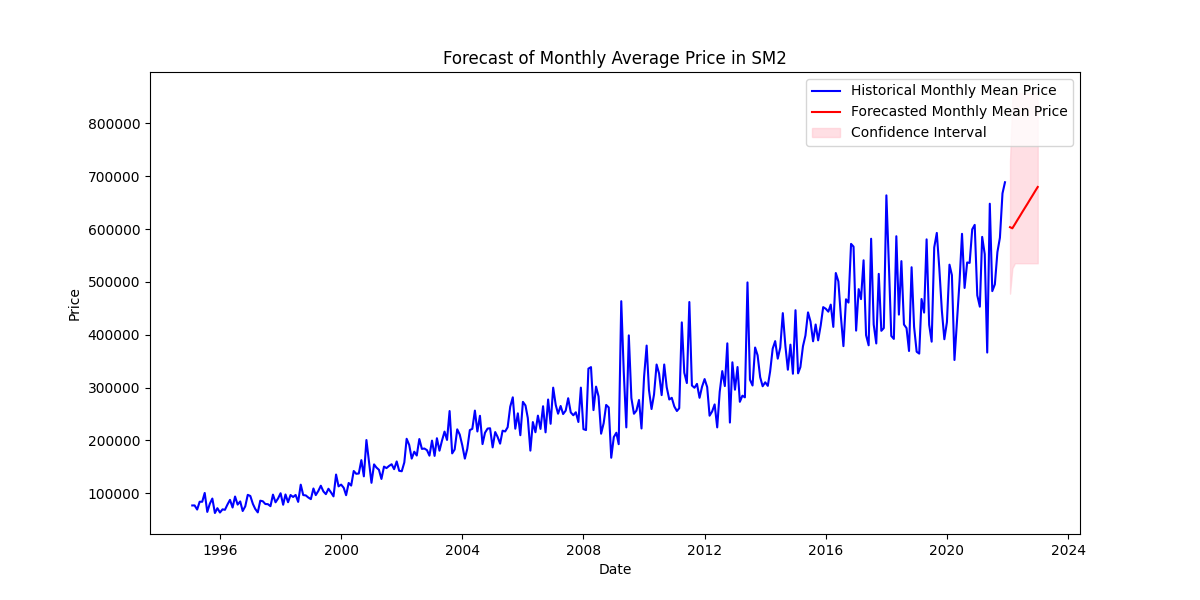 Forecast of Monthly Average Price in SM2
Historical Monthly Mean Price
Forecasted Monthly Mean Price
Confidence Interval
800000
700000
600000
500000
400000
300000
200000
100000
Price
1996
2000
2004
2008
2012
2016
2020
2024
Date